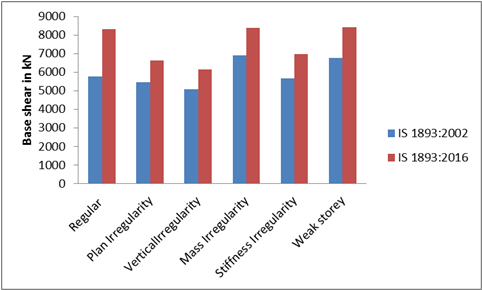 Base shear in kN
9000
8000
7000
6000
5000
4000
3000
2000
1000
0
Regular
Plan Irregularity
VerticalIrregularity
Mass Irregularity
Stiffness Irregularity
Weak storey
IS 1893:2002
IS 1893:2016